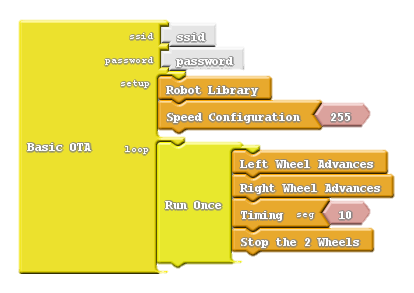 ssid ssid
password password
setup
Robot Library
Speed Configuration 255
Basic OTA
loop
Left Wheel Advances
Right Wheel Advances
Run Once
Timing seg 10
Stop the 2 Wheels